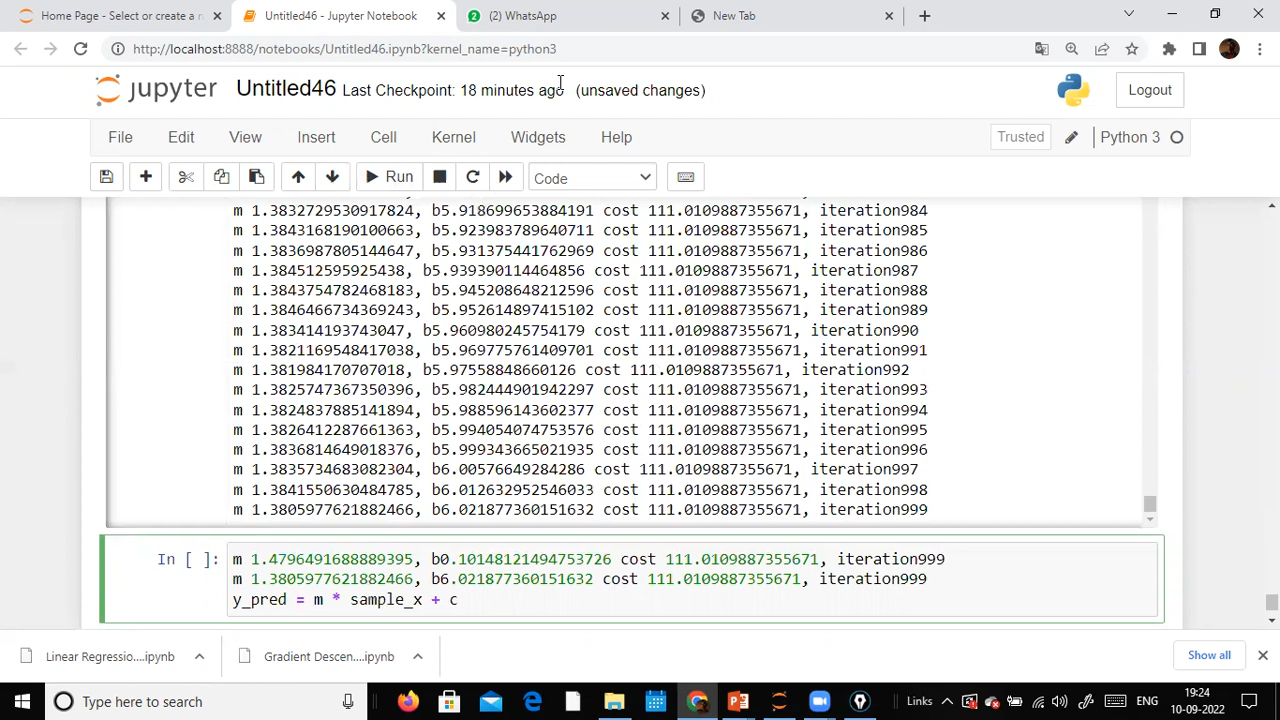 Home Page - Select or create a n
Untitled46 - Jupyter Notebook
(2) WhatsApp
New Tab
http://localhost:8888/notebooks/Untitled46.ipynb?kernel_name=python3
jupyter Untitled46 Last Checkpoint: 18 minutes ago (unsaved changes)
Logout
File Edit View Insert Cell Kernel Widgets Help
Trusted
Python 3
Run
Code
m 1.3832729530917824, b5.918699653884191 cost 111.0109887355671, iteration984
m 1.3843168190100663, b5.923983789640711 cost 111.0109887355671, iteration985
m 1.3836987805144647, b5.931375441762969 cost 111.0109887355671, iteration986
m 1.384512595925438, b5.939390114464856 cost 111.0109887355671, iteration987
m 1.3843754782468183, b5.945208648212596 cost 111.0109887355671, iteration988
m 1.3846466734369243, b5.952614897415102 cost 111.0109887355671, iteration989
m 1.383414193743047, b5.960980245754179 cost 111.0109887355671, iteration990
m 1.3821169548417038, b5.969775761409701 cost 111.0109887355671, iteration991
m 1.381984170707018, b5.97558848660126 cost 111.0109887355671, iteration992
m 1.3825747367350396, b5.982444901942297 cost 111.0109887355671, iteration993
m 1.3824837885141894, b5.988596143602377 cost 111.0109887355671, iteration994
m 1.3826412287661363, b5.994054074753576 cost 111.0109887355671, iteration995
m 1.3836814649018376, b5.999343665021935 cost 111.0109887355671, iteration996
m 1.3835734683082304, b6.00576649284286 cost 111.0109887355671, iteration997
m 1.3841550630484785, b6.012632952546033 cost 111.0109887355671, iteration998
m 1.3805977621882466, b6.021877360151632 cost 111.0109887355671, iteration999
In [ ]: m 1.4796491688889395, b0.10148121494753726 cost 111.0109887355671, iteration999
m 1.3805977621882466, b6.021877360151632 cost 111.0109887355671, iteration999
y_pred = m * sample_x + c
Linear Regressio....ipynb
Gradient Descen....ipynb
Show all
Type here to search
Links
ENG
19:24
10-09-2022